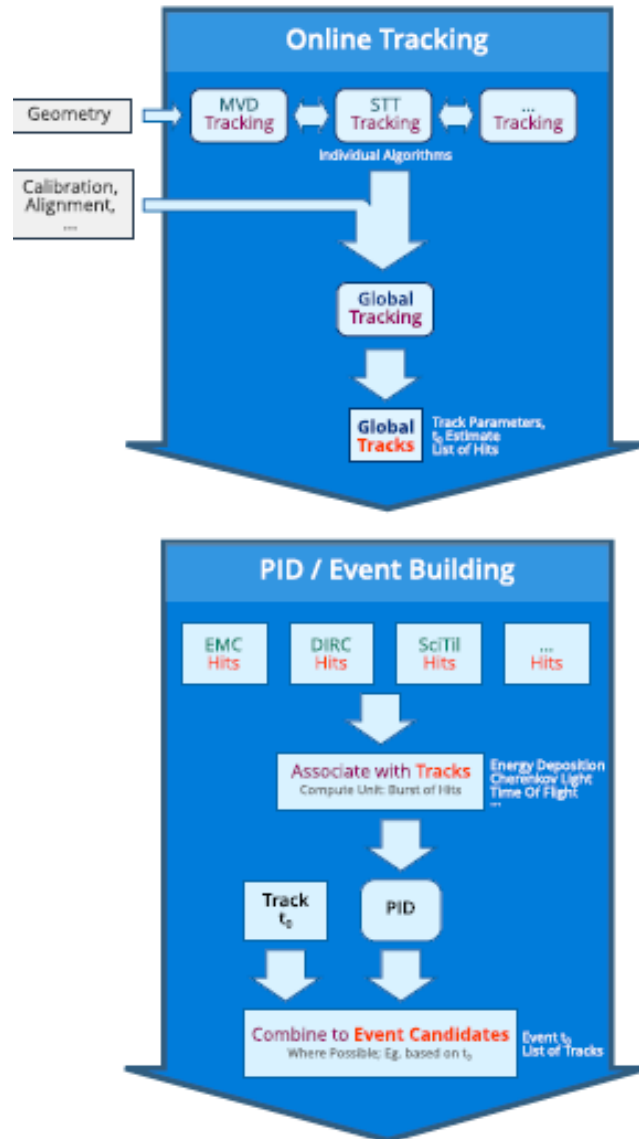 Online Tracking
Geometry
MVD
Tracking
STT
Tracking
...
Tracking
Individual Algorithms
Calibration,
Alignment,
...
Global
Tracking
Global
Tracks
Track Parameters,
t₀ Estimate
List of Hits
PID / Event Building
EMC
Hits
DIRC
Hits
SciTil
Hits
...
Hits
Associate with Tracks
Compute Unit: Burst of Hits
Energy Deposition
Cherenkov Light
Time Of Flight
...
Track
t₀
PID
Combine to Event Candidates
Where Possible; Eg. based on t₀
Event t₀
List of Tracks